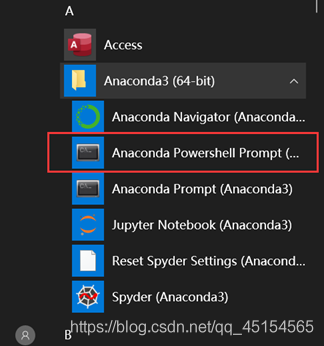 A
Access
Anaconda3 (64-bit)
Anaconda Navigator (Anaconda...
Anaconda Powershell Prompt (...
Anaconda Prompt (Anaconda3)
Jupyter Notebook (Anaconda3)
Reset Spyder Settings (Anacond...
Spyder (Anaconda3)
B
https://blog.csdn.net/qq_45154565